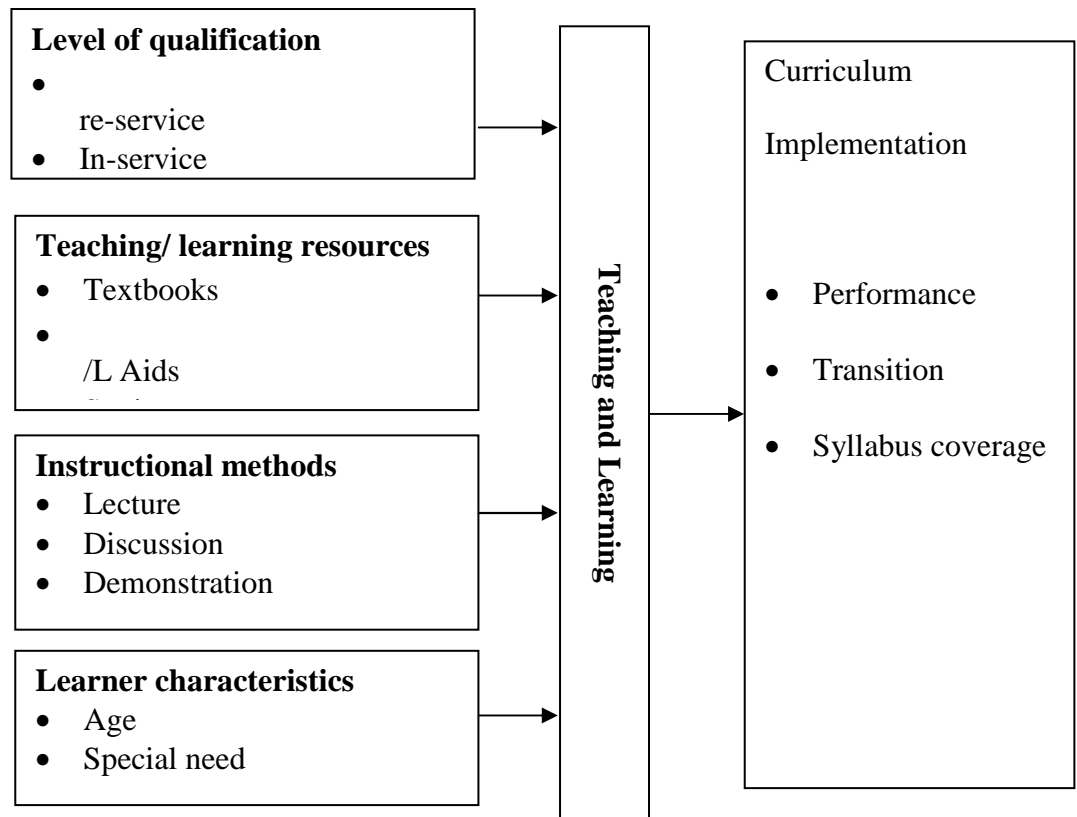 Level of qualification
•
re-service
• In-service
Teaching/ learning resources
• Textbooks
•
/L Aids
Instructional methods
• Lecture
• Discussion
• Demonstration
Learner characteristics
• Age
• Special need
Teaching and Learning
Curriculum
Implementation
• Performance
• Transition
• Syllabus coverage